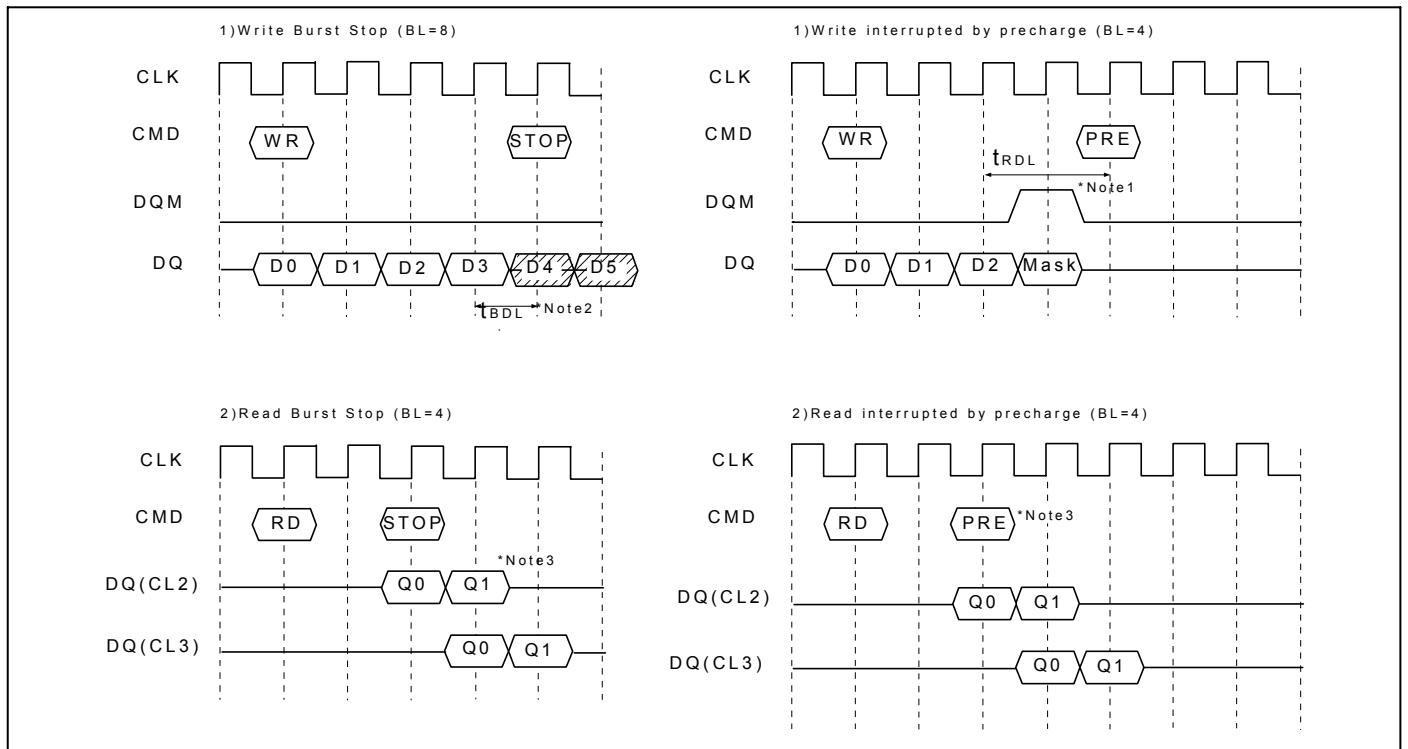 1)Write Burst Stop (BL=8)
CLK
CMD WR STOP
DQM
DQ D0 D1 D2 D3 D4 D5
tBDL *Note2
1)Write interrupted by precharge (BL=4)
CLK
CMD WR PRE
tRDL
*Note1
DQM
DQ D0 D1 D2 Mask
2)Read Burst Stop (BL=4)
CLK
CMD RD STOP
*Note3
DQ(CL2) Q0 Q1
DQ(CL3) Q0 Q1
2)Read interrupted by precharge (BL=4)
CLK
CMD RD PRE *Note3
DQ(CL2) Q0 Q1
DQ(CL3) Q0 Q1